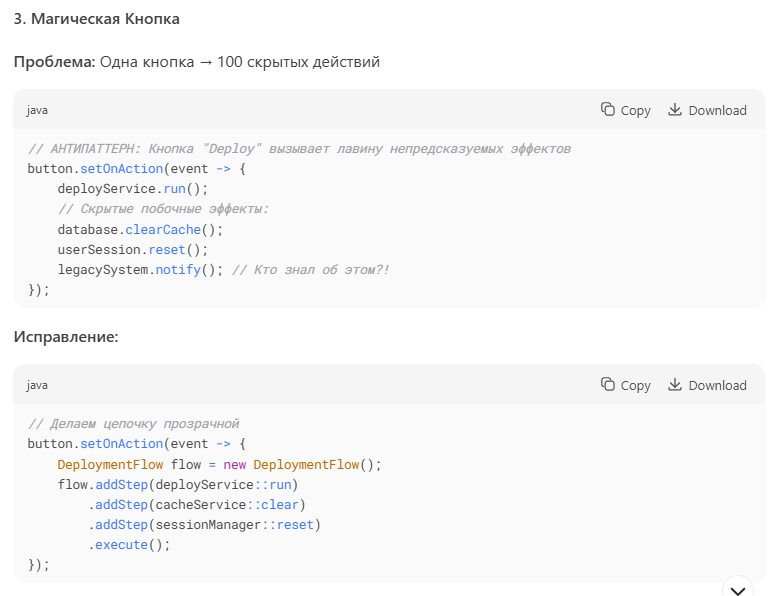 3. Магическая Кнопка
Проблема: Одна кнопка → 100 скрытых действий
java
Copy
Download
// АНТИПАТТЕРН: Кнопка "Deploy" вызывает лавину непредсказуемых эффектов
button.setOnAction(event -> {
    deployService.run();
    // Скрытые побочные эффекты:
    database.clearCache();
    userSession.reset();
    legacySystem.notify(); // Кто знал об этом?!
});
Исправление:
java
Copy
Download
// Делаем цепочку прозрачной
button.setOnAction(event -> {
    DeploymentFlow flow = new DeploymentFlow();
    flow.addStep(deployService::run)
        .addStep(cacheService::clear)
        .addStep(sessionManager::reset)
        .execute();
});